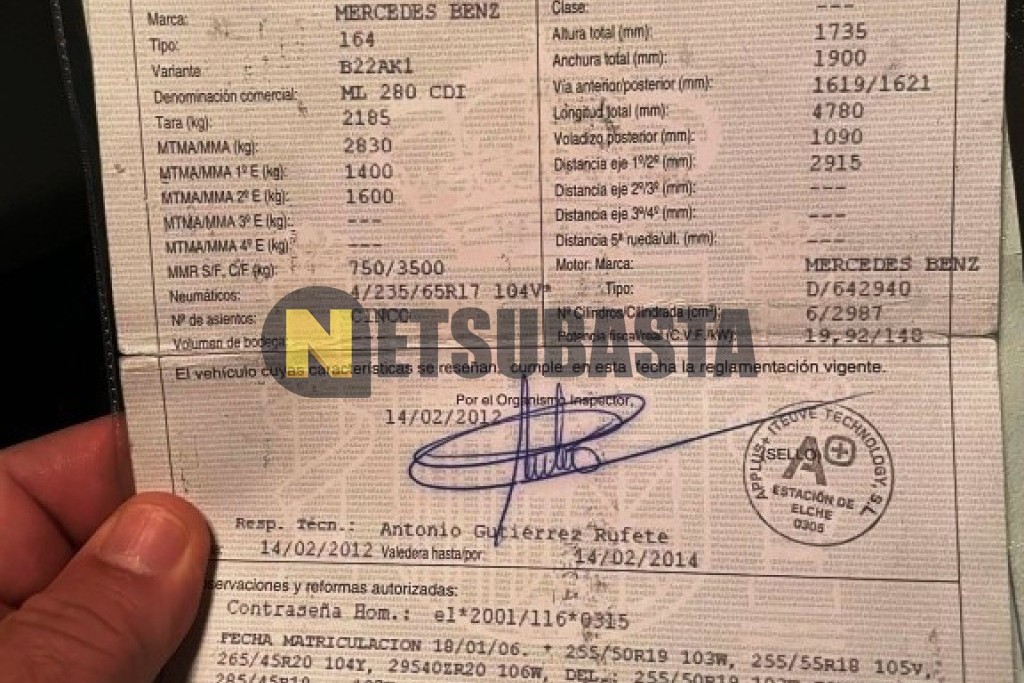 Marca: MERCEDES BENZ
Tipo: 164
Variante B22AK1
Denominación comercial: ML 280 CDI
Tara (kg): 2185
MTMA/MMA (kg): 2830
MTMA/MMA 1º E (kg): 1400
MTMA/MMA 2º E (kg): 1600
MTMA/MMA 3º E (kg): ---
MTMA/MMA 4º E (kg) ---
MMR S/F, C/F (kg): 750/3500
Neumáticos: 4/235/65R17 104V*
Nº de asientos: CINCO
Volumen de bodega: ---
Clase: ---
Altura total (mm): 1735
Anchura total (mm): 1900
Vía anterior/posterior (mm): 1619/1621
Longitud total (mm): 4780
Voladizo posterior (mm): 1090
Distancia eje 1º/2º (mm): 2915
Distancia eje 2º/3º (mm): ---
Distancia eje 3º/4º (mm): ---
Distancia 5ª rueda/ult. (mm): ---
Motor: Marca: MERCEDES BENZ
Tipo: D/642940
Nº Cilindros/Cilindrada (cm³): 6/2987
Potencia fiscal/real (C.V.F./kW): 19,92/148
NETSUBASTA
El vehículo cuyas características se reseñan, cumple en esta fecha la reglamentación vigente.
Por el Organismo Inspector,
14/02/2012
(SELLO)
APPLUS+ ITEUVE TECHNOLOGY, S.L.
A+
ESTACIÓN DE
ELCHE
0305
Resp. Técn.: Antonio Gutiérrez Rufete
14/02/2012 Valedera hasta/por: 14/02/2014
servaciones y reformas autorizadas:
Contraseña Hom.: e1*2001/116*0315
FECHA MATRICULACION 18/01/06. * 255/50R19 103W, 255/55R18 105v,
265/45R20 104Y, 29540ZR20 106W, DEL.: 255/50R19 103W,
285/45R19